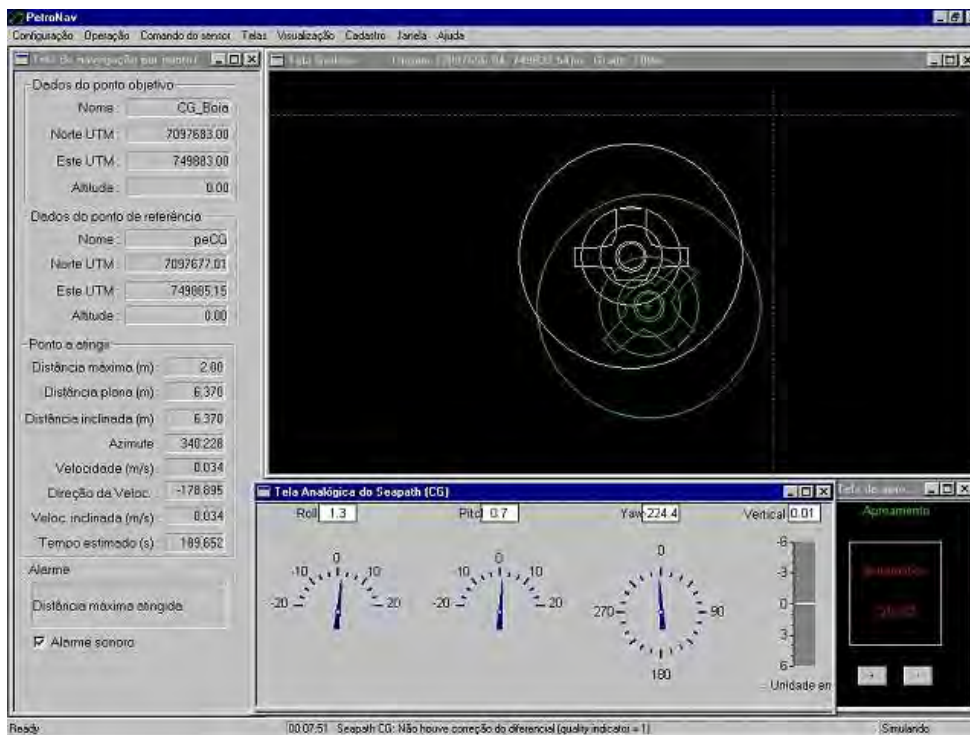 PetroNav
Configuração Operação Comando do sensor Telas Visualização Cadastro Janela Ajuda
Tela de navegação por
Dados do ponto objetivo
Nome : CG_Boia
Norte UTM : 7097683.00
Este UTM : 749883.00
Altitude : 0.00
Dados do ponto de referência
Nome : peCG
Norte UTM : 7097677.01
Este UTM : 749885.15
Altitude : 0.00
Ponto a atingir
Distância máxima (m) : 2.00
Distância plana (m) : 6.370
Distância inclinada (m) : 6.370
Azimute : 340.228
Velocidade (m/s) : 0.034
Direção da Veloc. : -178.895
Veloc. inclinada (m/s) : 0.034
Tempo estimado (s) : 189.652
Alarme
Distância máxima atingida
Alarme sonoro
Tela Analógica do Seapath (CG)
Roll 1.3 Pitch 0.7 Yaw 224.4 Vertical 0.01
-20 -10 0 10 20
-20 -10 0 10 20
0 90 180 270
-6
-3
0
3
6
Unidade em
Tela de
Aproamento
Ready 00:07:51 Seapath CG: Não houve correção do diferencial (quality indicator = 1) Simulando